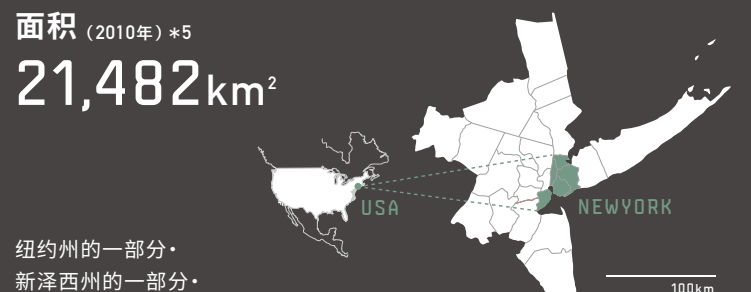 面积（2010年）*5
21,482km²
USA
NEWYORK
纽约州的一部分・
新泽西州的一部分・
100km